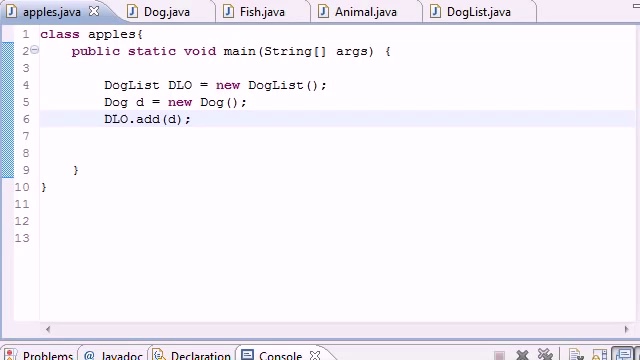 apples.java Dog.java Fish.java Animal.java DogList.java
1 class apples{
2 public static void main(String[] args) {
3
4 DogList DLO = new DogList();
5 Dog d = new Dog();
6 DLO.add(d);
7
8
9 }
10 }
11
12
13
Problems @ Javadoc Declaration Console